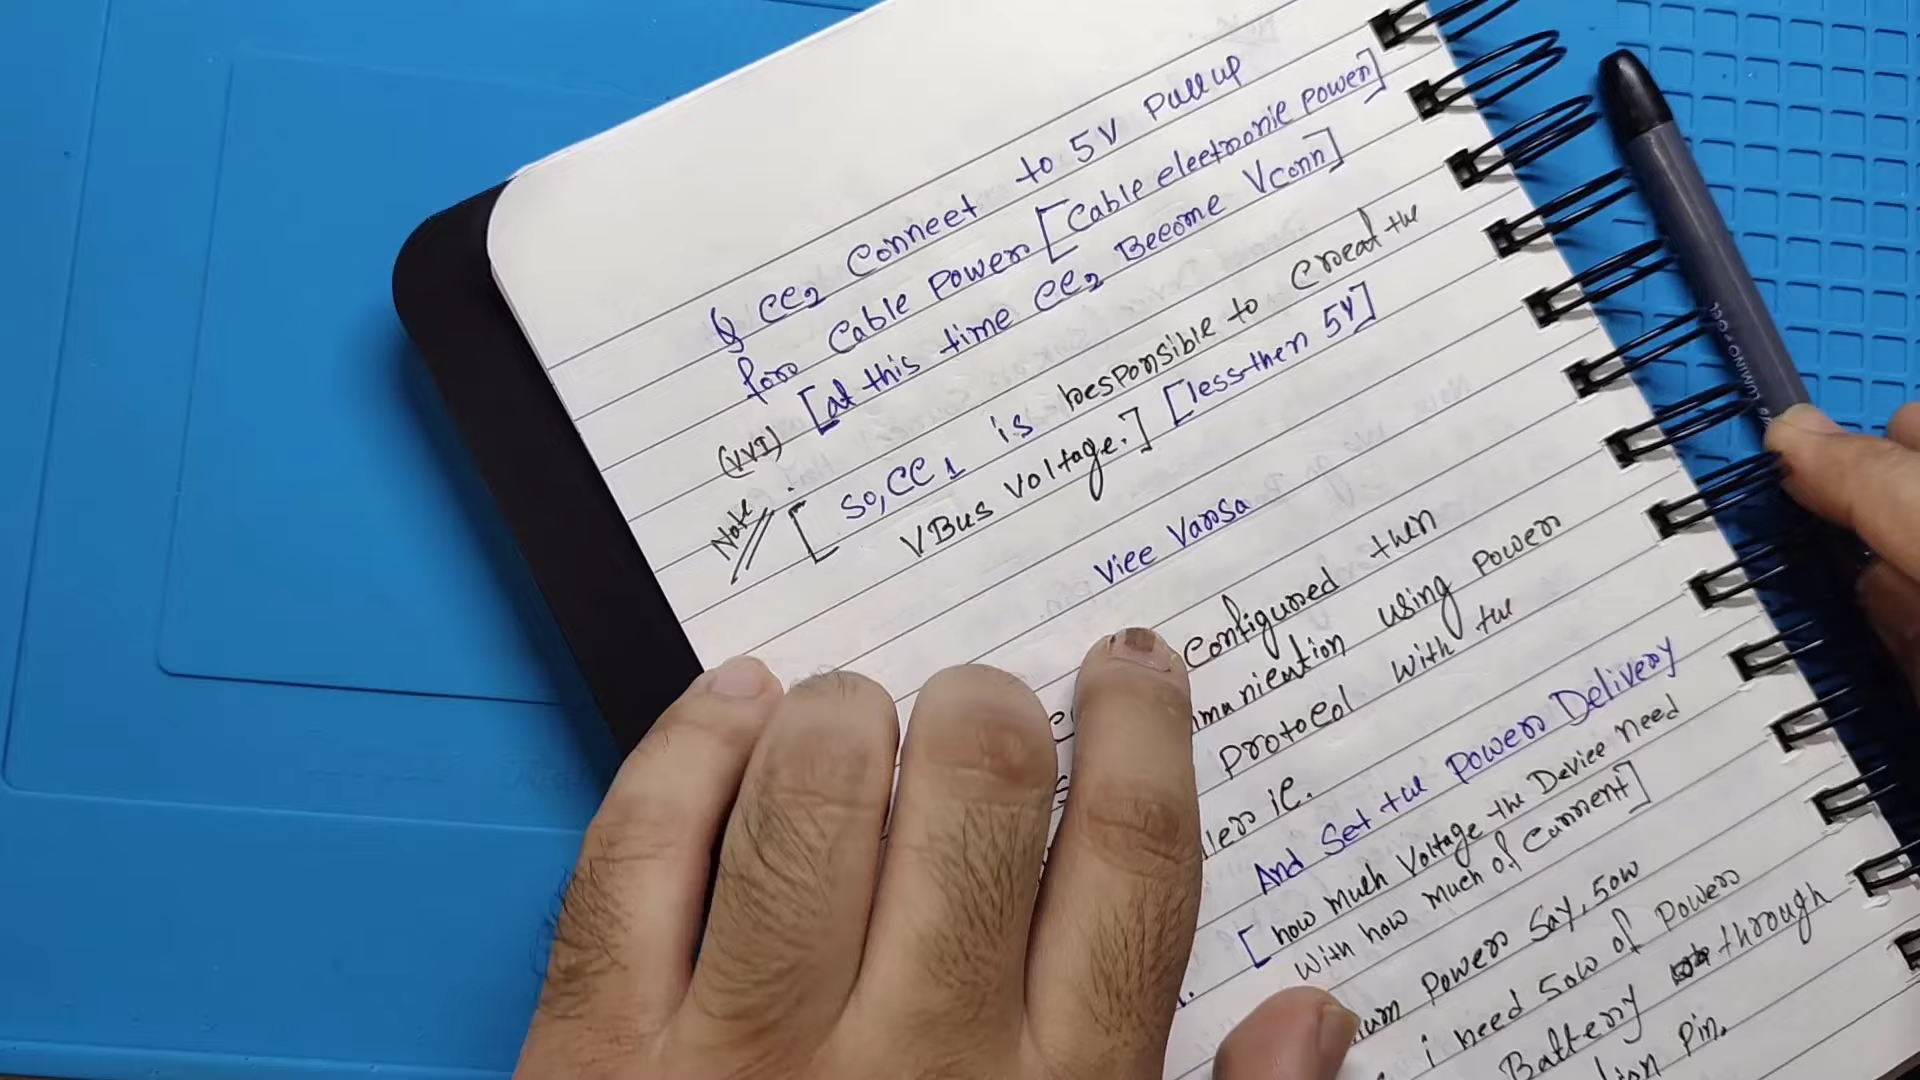 & CC2 Connect to 5V Pull up
for Cable Power [Cable electronic power]
[at this time CC2 Become Vconn]
(VVI)
Note
[So, CC1 is responsible to creat the
VBus Voltage.] [less then 5V]
Vice Varsa
Configured then
using Power
Protocol with the
ic.
And Set the Power Delivery
[how much Voltage the Device need
with how much of current]
Power Say, 50W
i need 50W of Power
Battery through
Pin.